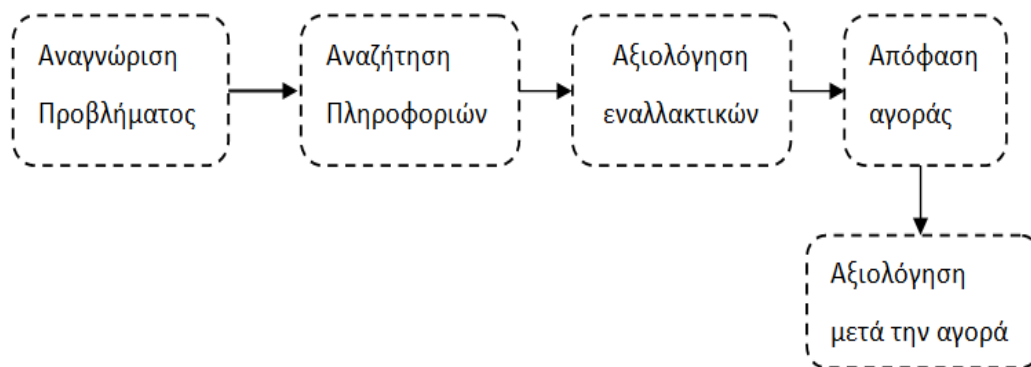 Αναγνώριση
Προβλήματος
Αναζήτηση
Πληροφοριών
Αξιολόγηση
εναλλακτικών
Απόφαση
αγοράς
Αξιολόγηση
μετά την αγορά